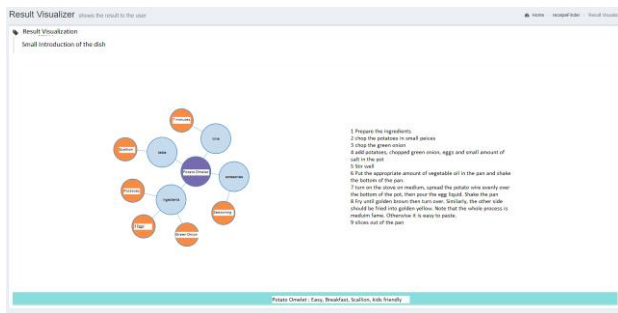 Result Visualizer shows the result to the user
Home recipeFinder Result Visualizer
Result Visualization
Small Introduction of the dish
time
Scallion
taste
Potato Omelet
accessories
Potatoes
ingredients
Seasoning
Eggs
Green Onion
1 Prepare the ingredients.
2 chop the potatoes in small peices
3 chop the green onion
4 add potatoes, chopped green onion, eggs and small amount of
salt in the pot
5 Stir well
6 Put the appropriate amount of vegetable oil in the pan and shake
the bottom of the pan.
7 turn on the stove on medium, spread the potato wire evenly over
the bottom of the pot, then pour the egg liquid. Shake the pan
8 Fry until golden brown then turn over. Similarly, the other side
should be fried into golden yellow. Note that the whole process is
meduim fame. Otherwise it is easy to paste.
9 slices out of the pan
Potato Omelet : Easy, Breakfast, Scallion, kids friendly